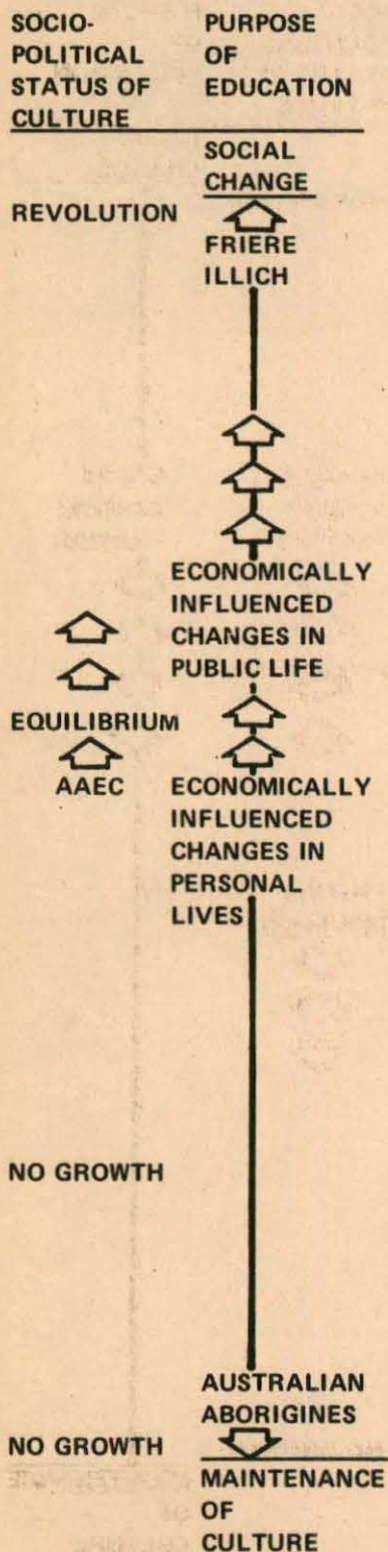 SOCIO-
POLITICAL
STATUS OF
CULTURE
PURPOSE
OF
EDUCATION
SOCIAL
CHANGE
REVOLUTION
FRIERE
ILLICH
ECONOMICALLY
INFLUENCED
CHANGES IN
PUBLIC LIFE
EQUILIBRIUM
AAEC
ECONOMICALLY
INFLUENCED
CHANGES IN
PERSONAL
LIVES
NO GROWTH
AUSTRALIAN
ABORIGINES
NO GROWTH
MAINTENANCE
OF
CULTURE